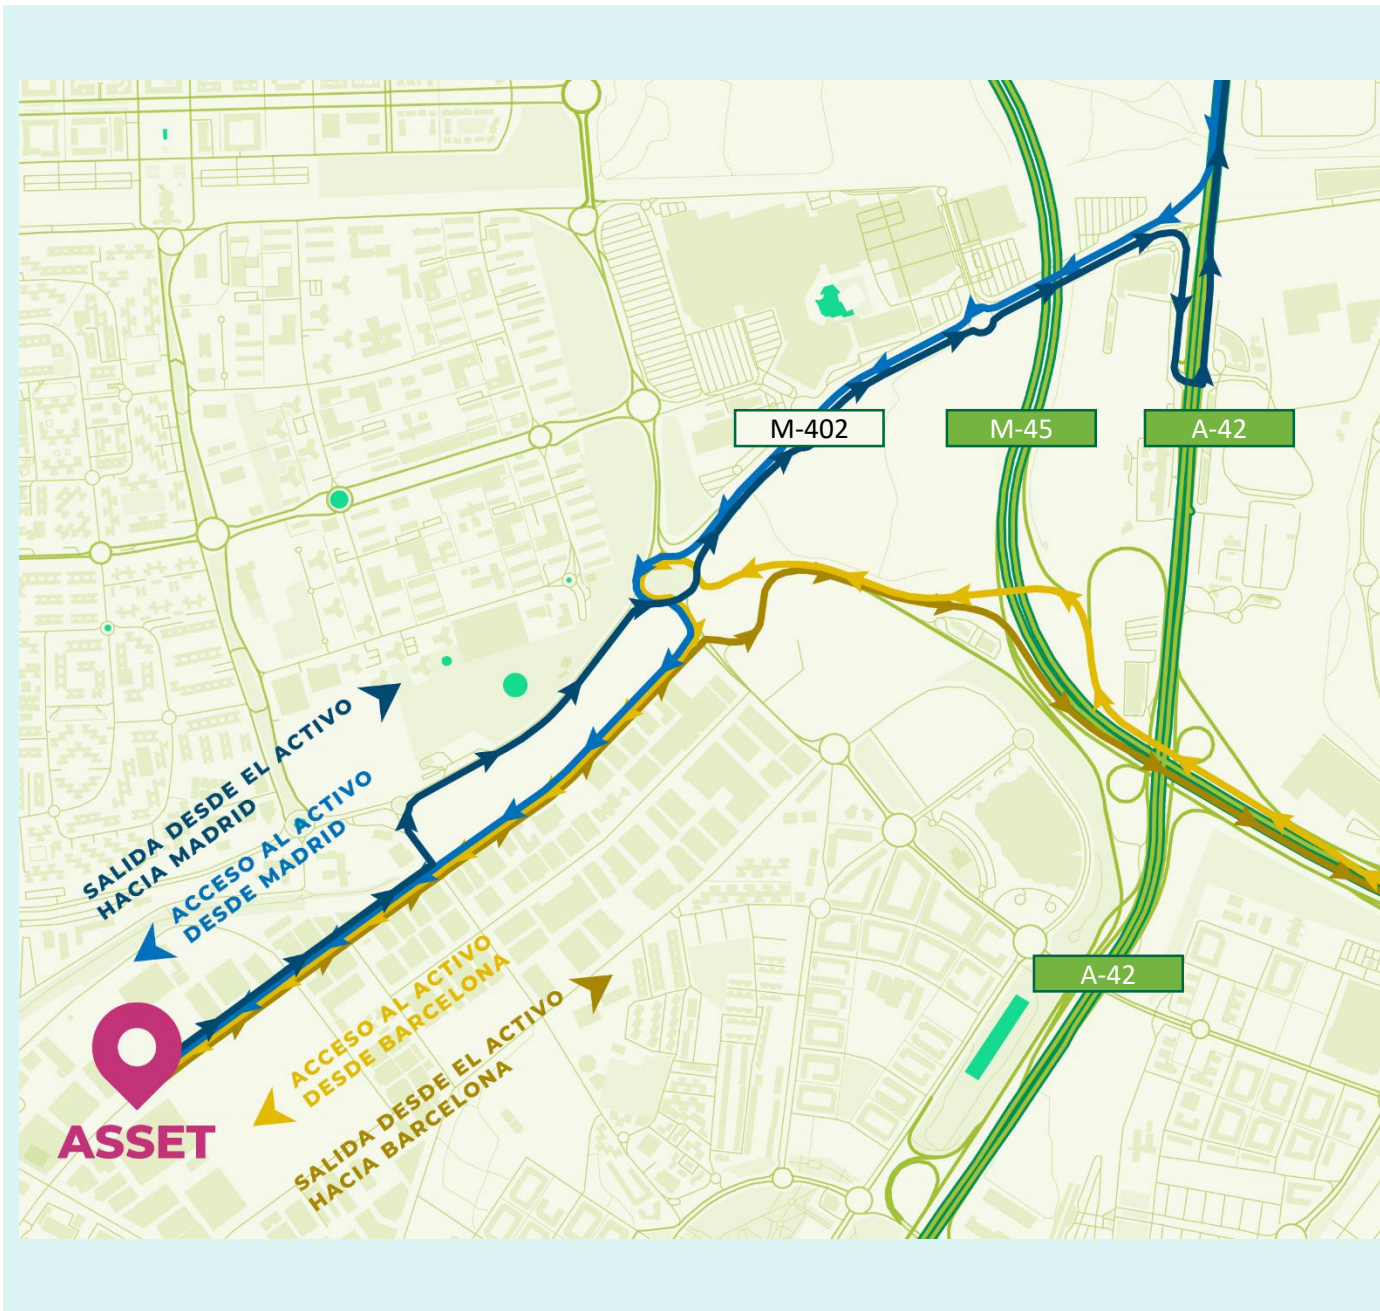 M-402
M-45
A-42
SALIDA DESDE EL ACTIVO
HACIA MADRID
ACCESO AL ACTIVO
DESDE MADRID
ACCESO AL ACTIVO
DESDE BARCELONA
SALIDA DESDE EL ACTIVO
HACIA BARCELONA
A-42
ASSET